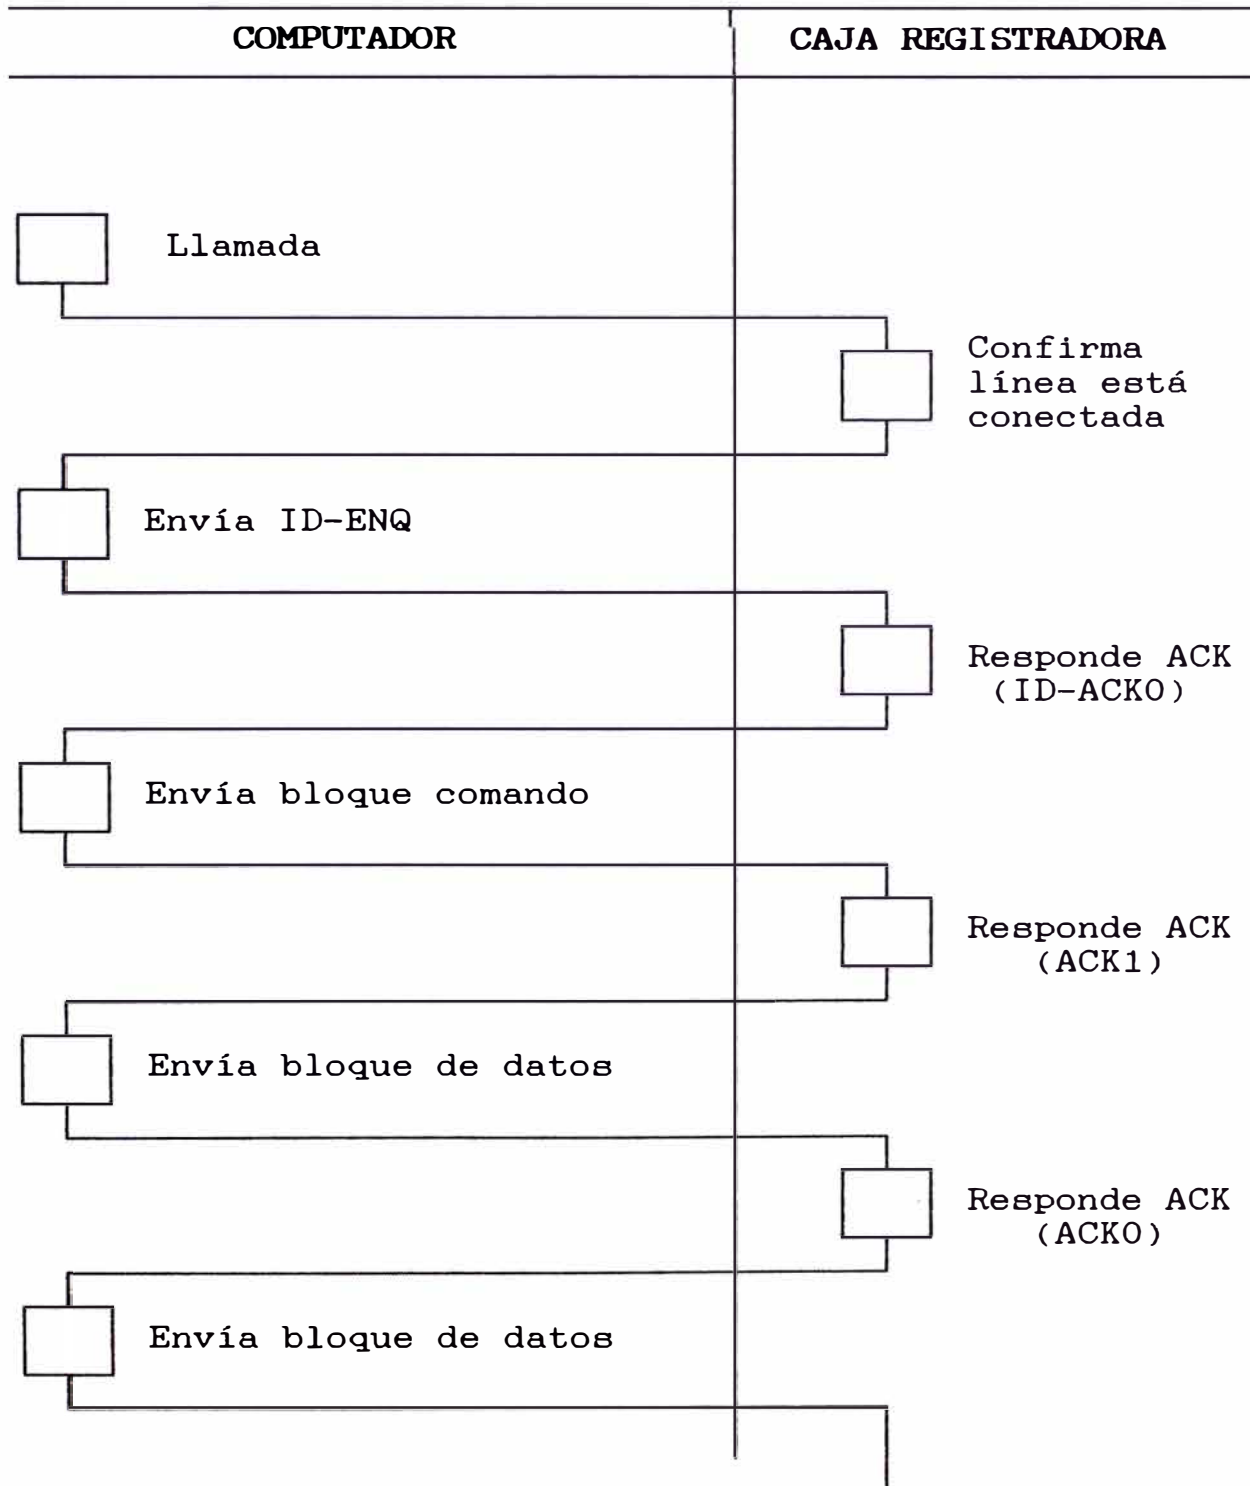 COMPUTADOR
CAJA REGISTRADORA
Llamada
Confirma
línea está
conectada
Envía ID-ENQ
Responde ACK
(ID-ACK0)
Envía bloque comando
Responde ACK
(ACK1)
Envía bloque de datos
Responde ACK
(ACK0)
Envía bloque de datos